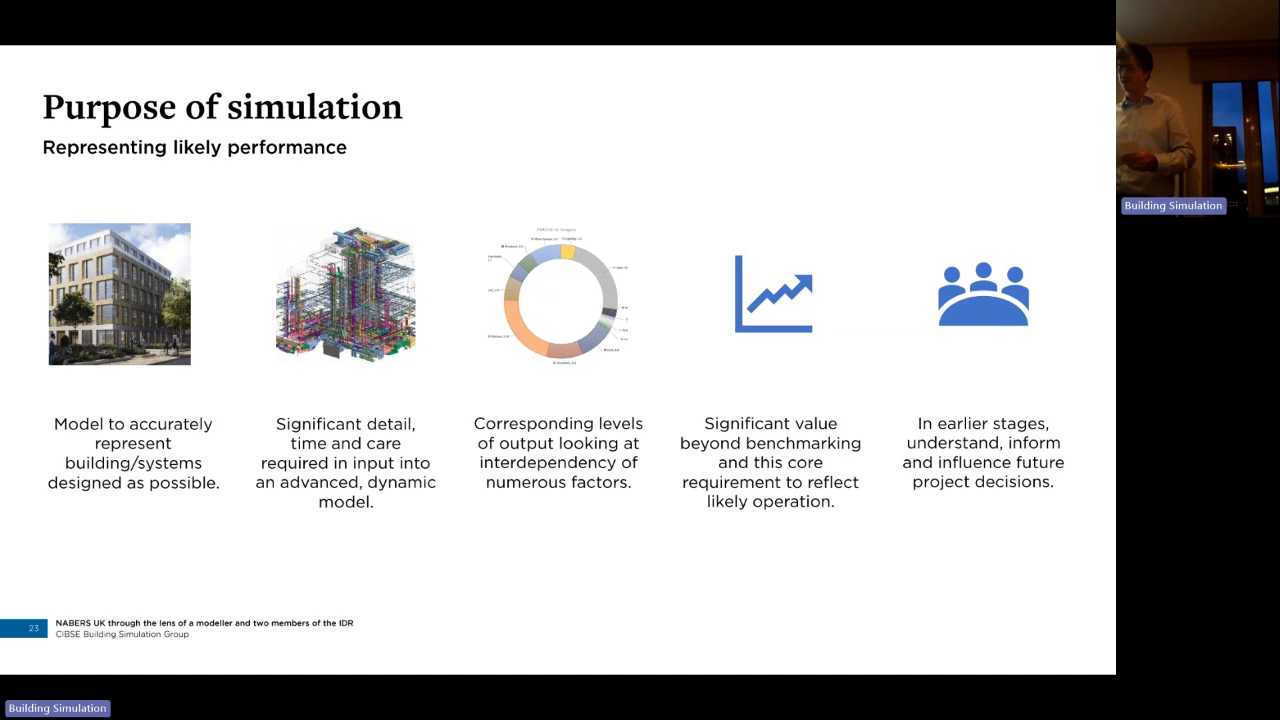 Purpose of simulation
Representing likely performance
Model to accurately
represent
building/systems
designed as possible.
Significant detail,
time and care
required in input into
an advanced, dynamic
model.
Corresponding levels
of output looking at
interdependency of
numerous factors.
Significant value
beyond benchmarking
and this core
requirement to reflect
likely operation.
In earlier stages,
understand, inform
and influence future
project decisions.
23
NABERS UK through the lens of a modeller and two members of the IDR
CIBSE Building Simulation Group
Building Simulation
Building Simulation